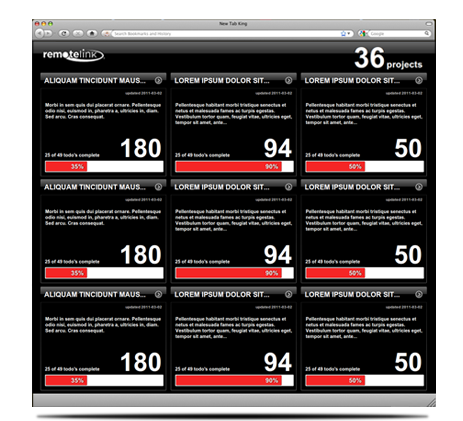 New Tab King
Search Bookmarks and History
Google
remotelink
36 projects
ALIQUAM TINCIDUNT MAUS...
updated 2011-03-02
Morbi in sem quis dui placerat ornare. Pellentesque
odio nisi, euismod in, pharetra a, ultricies in, diam.
Sed arcu. Cras consequat.
25 of 49 todo's complete
180
35%
LOREM IPSUM DOLOR SIT...
updated 2011-03-02
Pellentesque habitant morbi tristique senectus et
netus et malesuada fames ac turpis egestas.
Vestibulum tortor quam, feugiat vitae, ultricies eget,
tempor sit amet, ante...
25 of 49 todo's complete
94
90%
LOREM IPSUM DOLOR SIT...
updated 2011-03-02
Pellentesque habitant morbi tristique senectus et
netus et malesuada fames ac turpis egestas.
Vestibulum tortor quam, feugiat vitae, ultricies eget,
tempor sit amet, ante...
25 of 49 todo's complete
50
50%
ALIQUAM TINCIDUNT MAUS...
updated 2011-03-02
Morbi in sem quis dui placerat ornare. Pellentesque
odio nisi, euismod in, pharetra a, ultricies in, diam.
Sed arcu. Cras consequat.
25 of 49 todo's complete
180
35%
LOREM IPSUM DOLOR SIT...
updated 2011-03-02
Pellentesque habitant morbi tristique senectus et
netus et malesuada fames ac turpis egestas.
Vestibulum tortor quam, feugiat vitae, ultricies eget,
tempor sit amet, ante...
25 of 49 todo's complete
94
90%
LOREM IPSUM DOLOR SIT...
updated 2011-03-02
Pellentesque habitant morbi tristique senectus et
netus et malesuada fames ac turpis egestas.
Vestibulum tortor quam, feugiat vitae, ultricies eget,
tempor sit amet, ante...
25 of 49 todo's complete
50
50%
ALIQUAM TINCIDUNT MAUS...
updated 2011-03-02
Morbi in sem quis dui placerat ornare. Pellentesque
odio nisi, euismod in, pharetra a, ultricies in, diam.
Sed arcu. Cras consequat.
25 of 49 todo's complete
180
35%
LOREM IPSUM DOLOR SIT...
updated 2011-03-02
Pellentesque habitant morbi tristique senectus et
netus et malesuada fames ac turpis egestas.
Vestibulum tortor quam, feugiat vitae, ultricies eget,
tempor sit amet, ante...
25 of 49 todo's complete
94
90%
LOREM IPSUM DOLOR SIT...
updated 2011-03-02
Pellentesque habitant morbi tristique senectus et
netus et malesuada fames ac turpis egestas.
Vestibulum tortor quam, feugiat vitae, ultricies eget,
tempor sit amet, ante...
25 of 49 todo's complete
50
50%